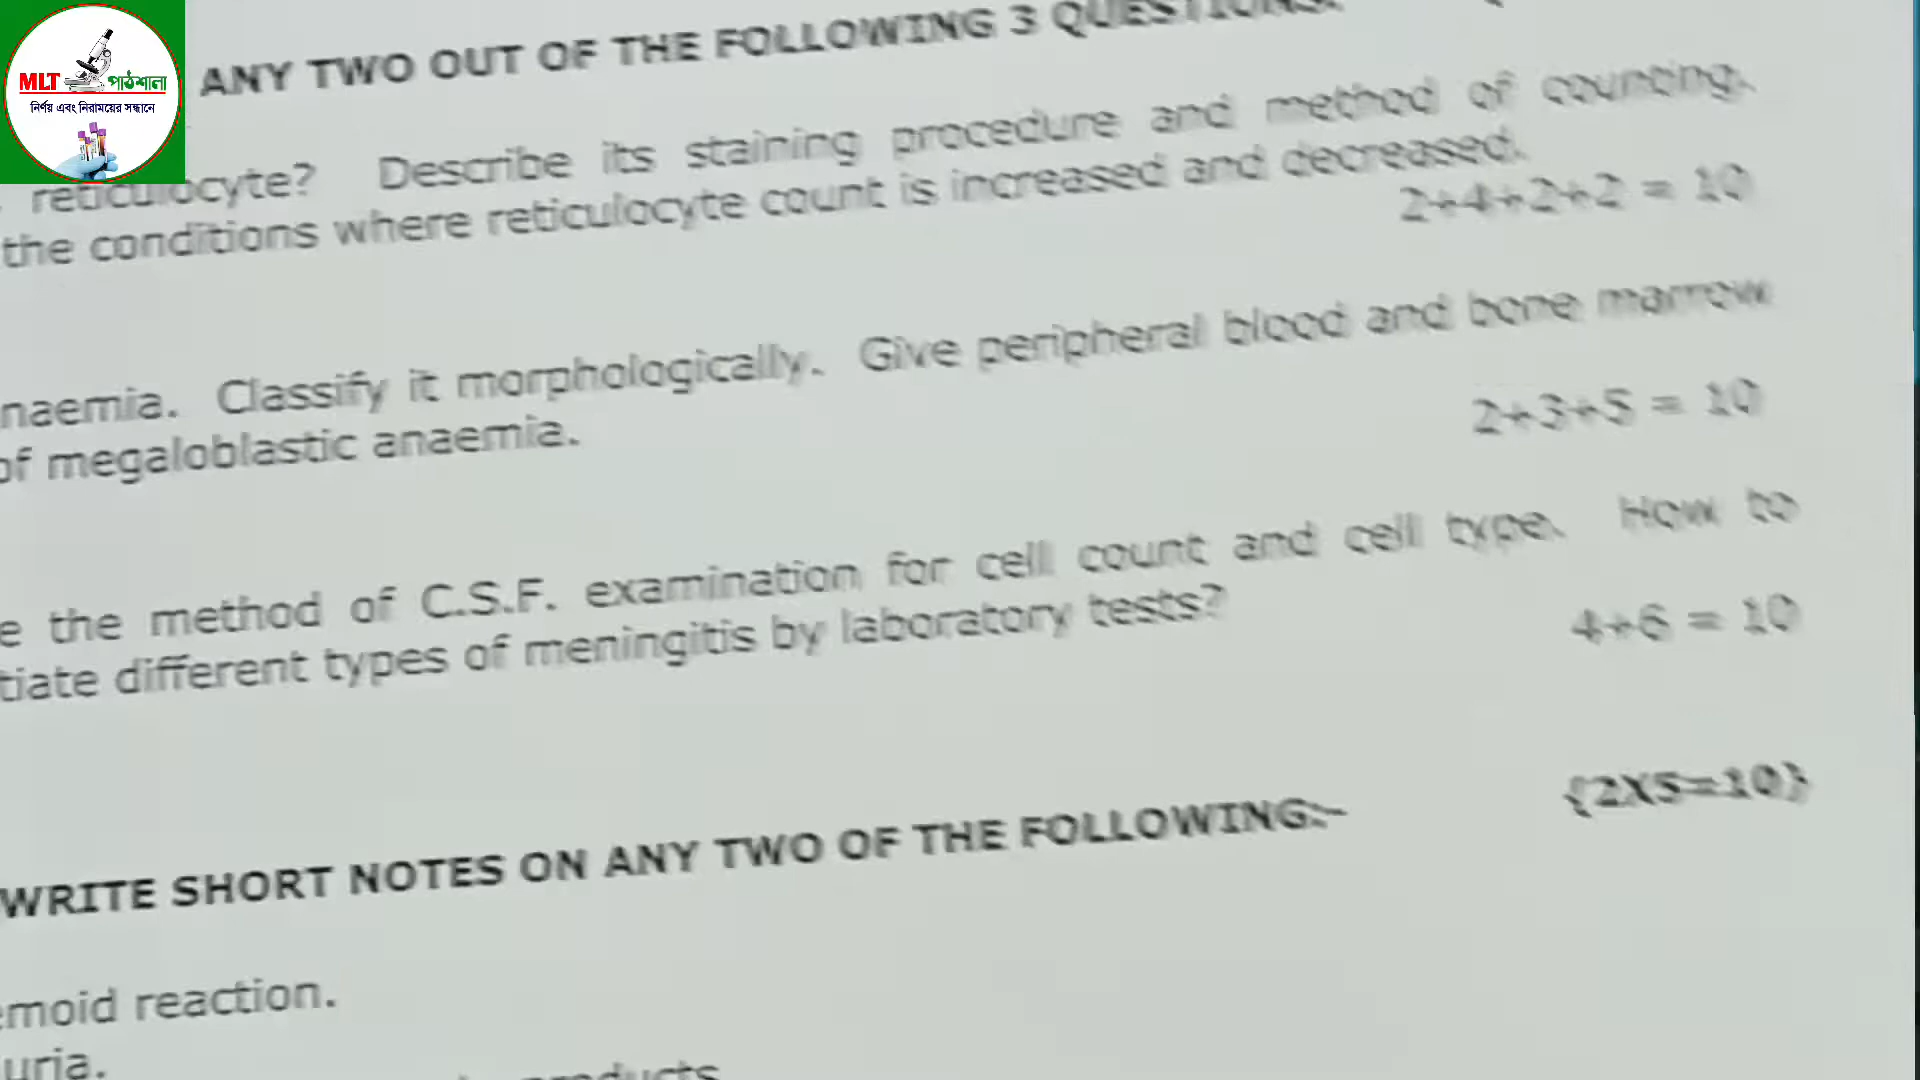 MLT পাঠশালা
নির্ণয় এবং নিরাময়ের সন্ধানে
ANY TWO OUT OF THE FOLLOWING 3 QUESTIONS.
reticulocyte? Describe its staining procedure and method of counting.
the conditions where reticulocyte count is increased and decreased.
2+4+2+2 = 10
naemia. Classify it morphologically. Give peripheral blood and bone marrow
of megaloblastic anaemia.
2+3+5 = 10
e the method of C.S.F. examination for cell count and cell type. How to
tiate different types of meningitis by laboratory tests?
4+6 = 10
WRITE SHORT NOTES ON ANY TWO OF THE FOLLOWING:-
{2X5=10}
emoid reaction.
uria.
products